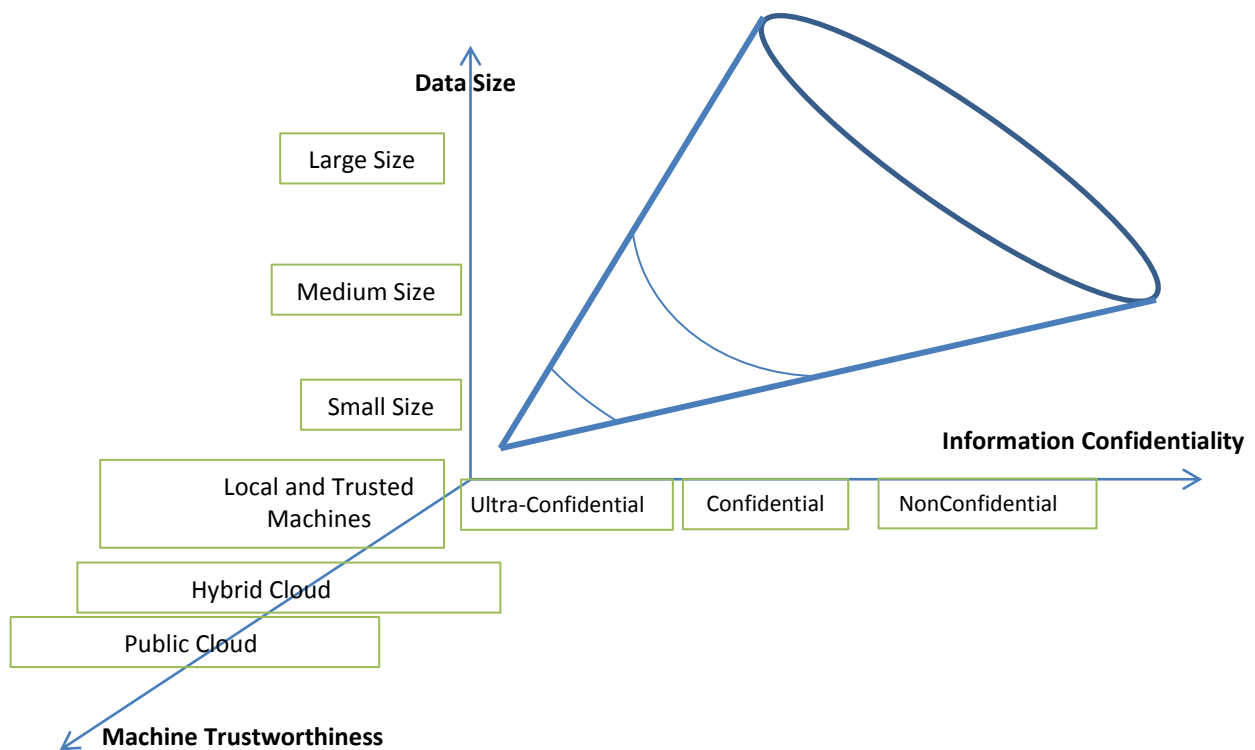 Data Size
Large Size
Medium Size
Small Size
Information Confidentiality
Local and Trusted
Machines
Ultra-Confidential
Confidential
NonConfidential
Hybrid Cloud
Public Cloud
Machine Trustworthiness